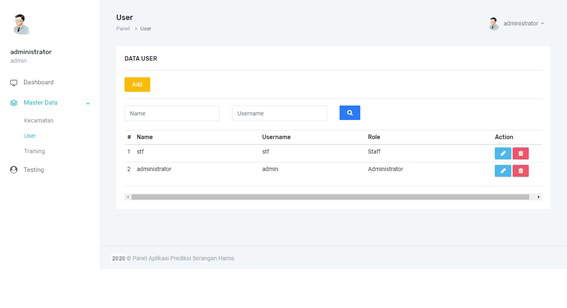 User
Panel > User
administrator
administrator
admin
Dashboard
Master Data
Kecamatan
User
Training
Testing
DATA USER
Add
Name Username
# Name Username Role Action
1 stf stf Staff
2 administrator admin Administrator
2020 © Panel Aplikasi Prediksi Serangan Hama.